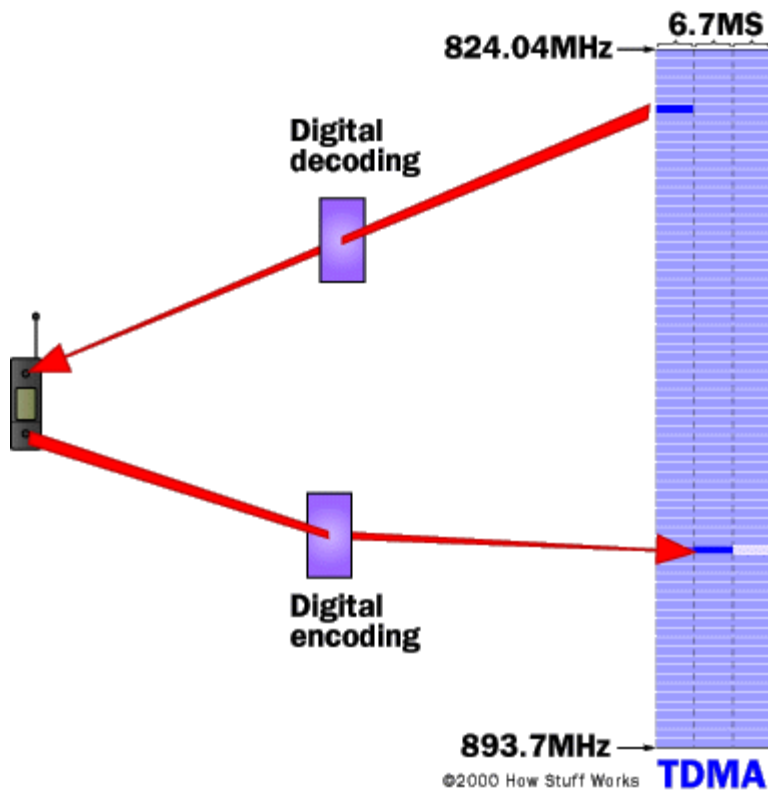 6.7MS
824.04MHz
Digital
decoding
Digital
encoding
893.7MHz
©2000 How Stuff Works
TDMA